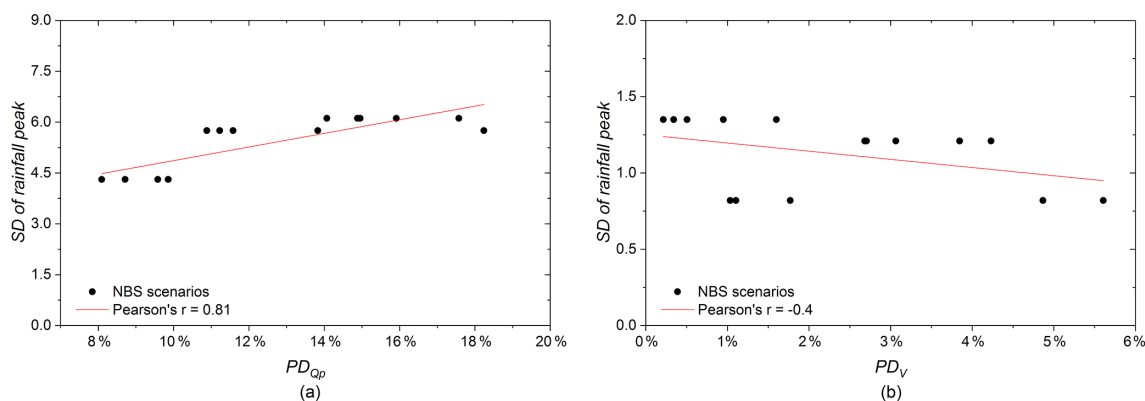 9.0
7.5
6.0
4.5
3.0
1.5
0.0
SD of rainfall peak
NBS scenarios
Pearson's r = 0.81
8% 10% 12% 14% 16% 18% 20%
PD_Qp
(a)
2.0
1.5
1.0
0.5
0.0
SD of rainfall peak
NBS scenarios
Pearson's r = -0.4
0% 1% 2% 3% 4% 5% 6%
PD_V
(b)